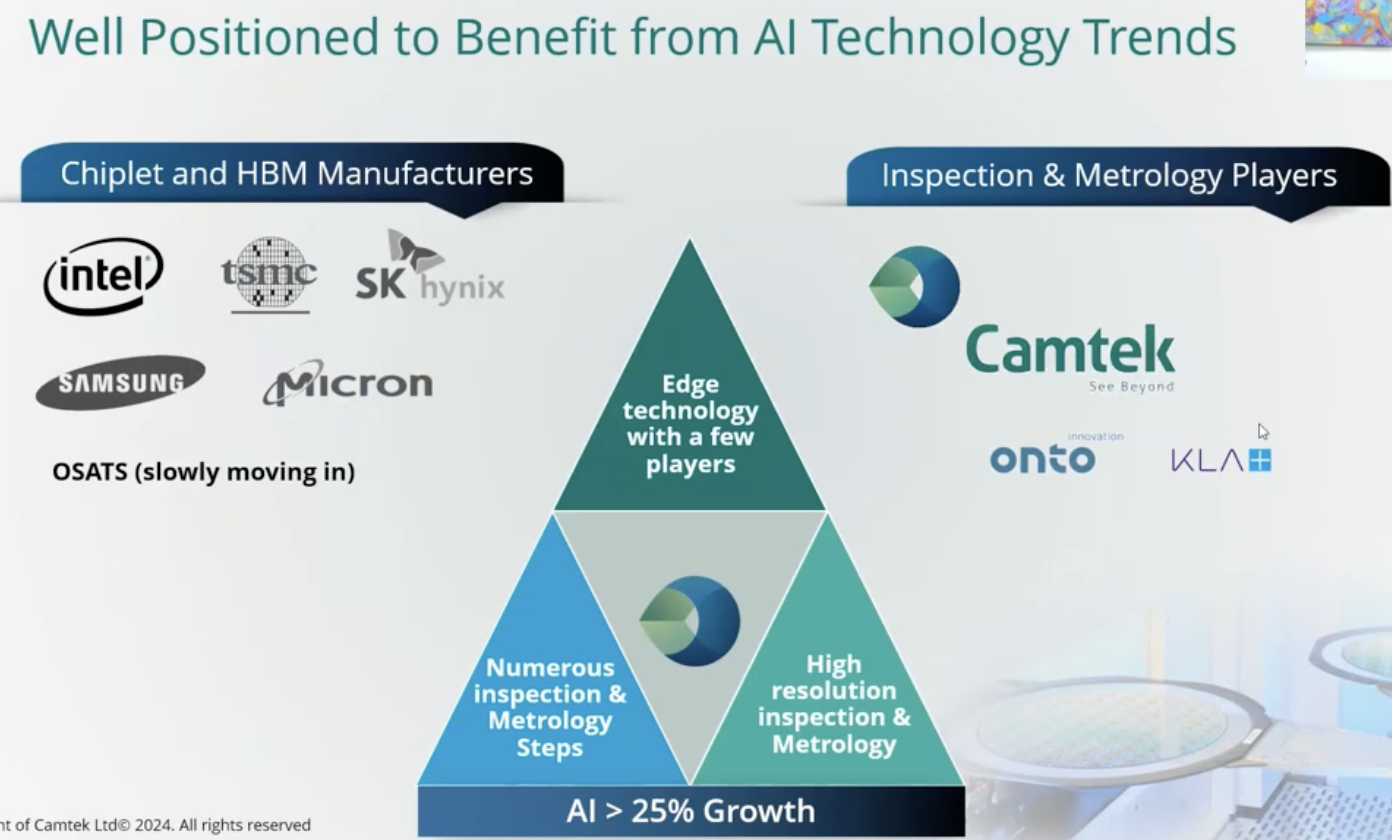 Well Positioned to Benefit from AI Technology Trends
Chiplet and HBM Manufacturers
intel
tsmc
SK hynix
SAMSUNG
Micron
OSATS (slowly moving in)
Edge
technology
with a few
players
Numerous
inspection &
Metrology
Steps
High
resolution
inspection &
Metrology
AI > 25% Growth
Inspection & Metrology Players
Camtek
See Beyond
onto innovation
KLA
of Camtek Ltd© 2024. All rights reserved